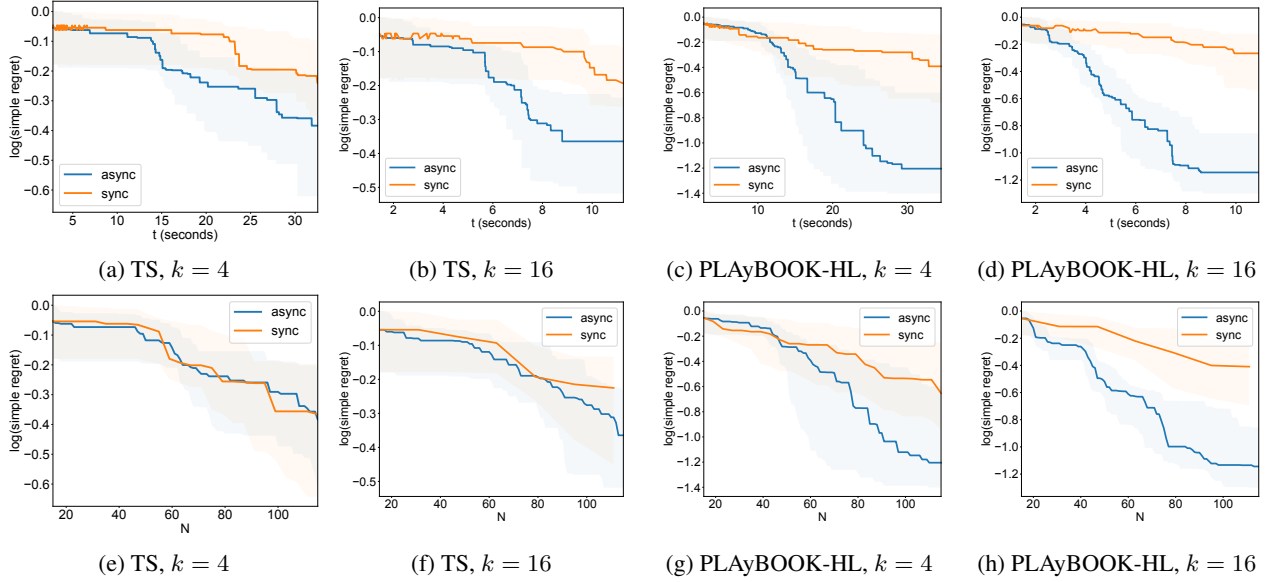 log(simple regret)
0.0
−0.1
−0.2
−0.3
−0.4
−0.5
−0.6
async
sync
5 10 15 20 25 30
t (seconds)
(a) TS, k = 4
log(simple regret)
0.0
−0.1
−0.2
−0.3
−0.4
−0.5
async
sync
2 4 6 8 10
t (seconds)
(b) TS, k = 16
log(simple regret)
0.0
−0.2
−0.4
−0.6
−0.8
−1.0
−1.2
−1.4
async
sync
10 20 30
t (seconds)
(c) PLAyBOOK-HL, k = 4
log(simple regret)
0.0
−0.2
−0.4
−0.6
−0.8
−1.0
−1.2
async
sync
2 4 6 8 10
t (seconds)
(d) PLAyBOOK-HL, k = 16
log(simple regret)
0.0
−0.1
−0.2
−0.3
−0.4
−0.5
−0.6
async
sync
20 40 60 80 100
N
(e) TS, k = 4
log(simple regret)
0.0
−0.1
−0.2
−0.3
−0.4
−0.5
async
sync
20 40 60 80 100
N
(f) TS, k = 16
log(simple regret)
0.0
−0.2
−0.4
−0.6
−0.8
−1.0
−1.2
−1.4
async
sync
20 40 60 80 100
N
(g) PLAyBOOK-HL, k = 4
log(simple regret)
0.0
−0.2
−0.4
−0.6
−0.8
−1.0
−1.2
async
sync
20 40 60 80 100
N
(h) PLAyBOOK-HL, k = 16